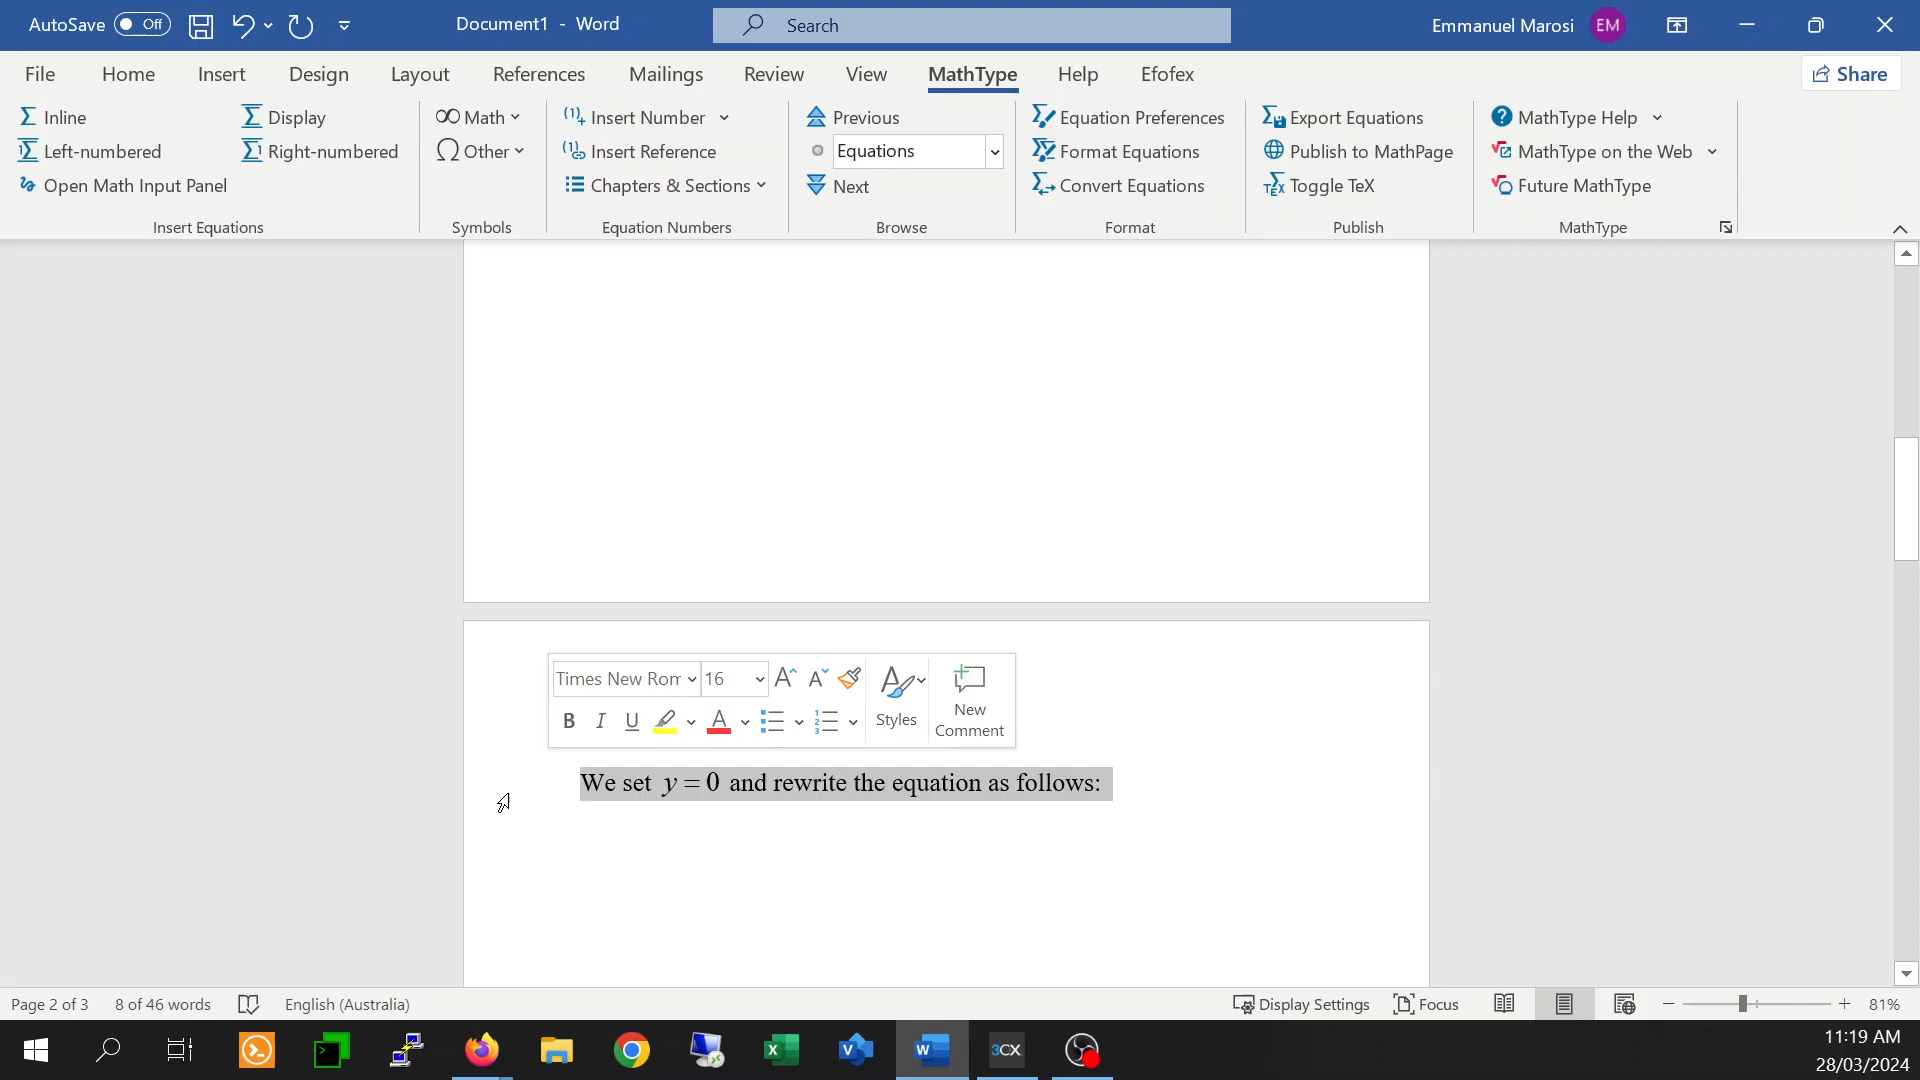 AutoSave Off Document1 - Word Search Emmanuel Marosi EM
File Home Insert Design Layout References Mailings Review View MathType Help Efofex Share
Inline Display Math Insert Number Previous Equation Preferences Export Equations MathType Help
Left-numbered Right-numbered Other Insert Reference Equations Format Equations Publish to MathPage MathType on the Web
Open Math Input Panel Chapters & Sections Next Convert Equations Toggle TeX Future MathType
Insert Equations Symbols Equation Numbers Browse Format Publish MathType
Times New Rom 16
B I U A Styles New
Comment
We set y = 0 and rewrite the equation as follows:
Page 2 of 3 8 of 46 words English (Australia) Display Settings Focus 81%
3CX
11:19 AM
28/03/2024